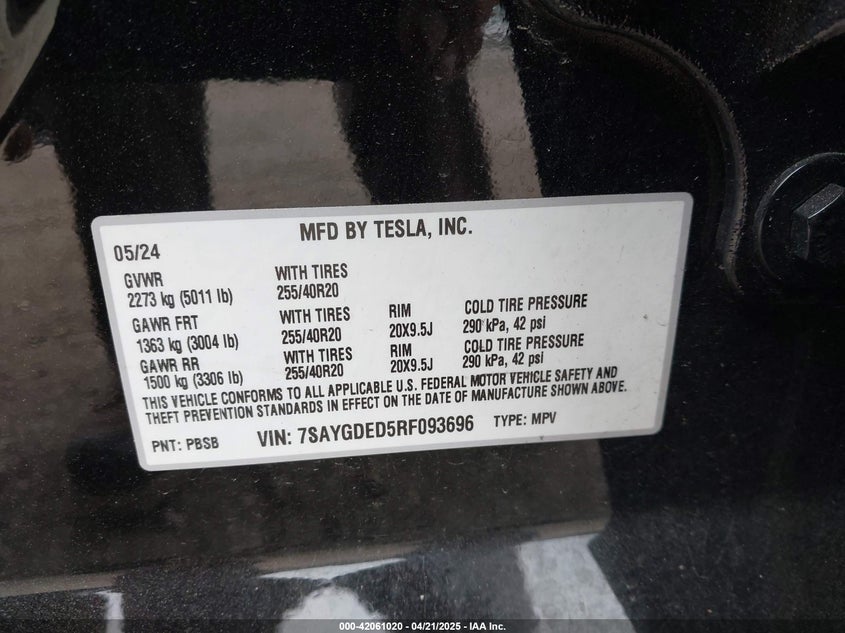 MFD BY TESLA, INC.
05/24
GVWR
2273 kg (5011 lb)
WITH TIRES
255/40R20
GAWR FRT
1363 kg (3004 lb)
WITH TIRES
255/40R20
RIM
20X9.5J
COLD TIRE PRESSURE
290 kPa, 42 psi
GAWR RR
1500 kg (3306 lb)
WITH TIRES
255/40R20
RIM
20X9.5J
COLD TIRE PRESSURE
290 kPa, 42 psi
THIS VEHICLE CONFORMS TO ALL APPLICABLE U.S. FEDERAL MOTOR VEHICLE SAFETY AND
THEFT PREVENTION STANDARDS IN EFFECT ON THE DATE OF MANUFACTURE SHOWN ABOVE.
PNT: PBSB
VIN: 7SAYGDED5RF093696
TYPE: MPV
000-42061020 - 04/21/2025 - IAA Inc.